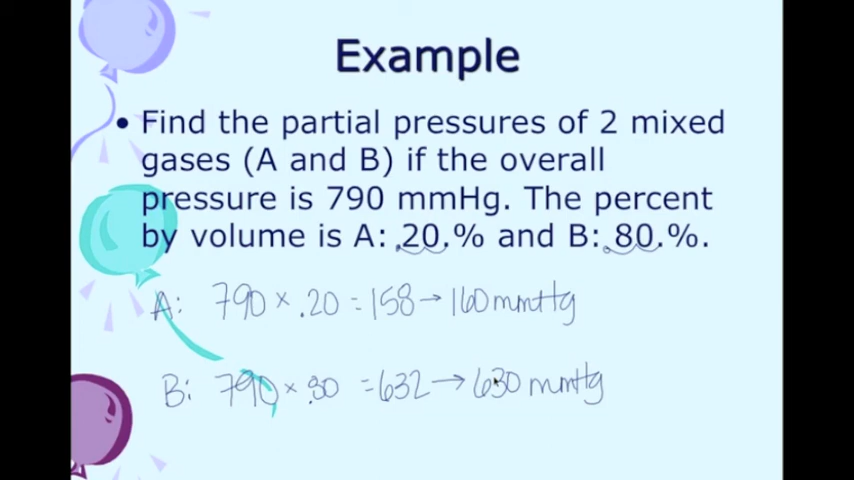 Example
• Find the partial pressures of 2 mixed
gases (A and B) if the overall
pressure is 790 mmHg. The percent
by volume is A: 20.% and B: 80.%.
A: 790 × .20 = 158 → 160 mmHg
B: 790 × .80 = 632 → 630 mmHg